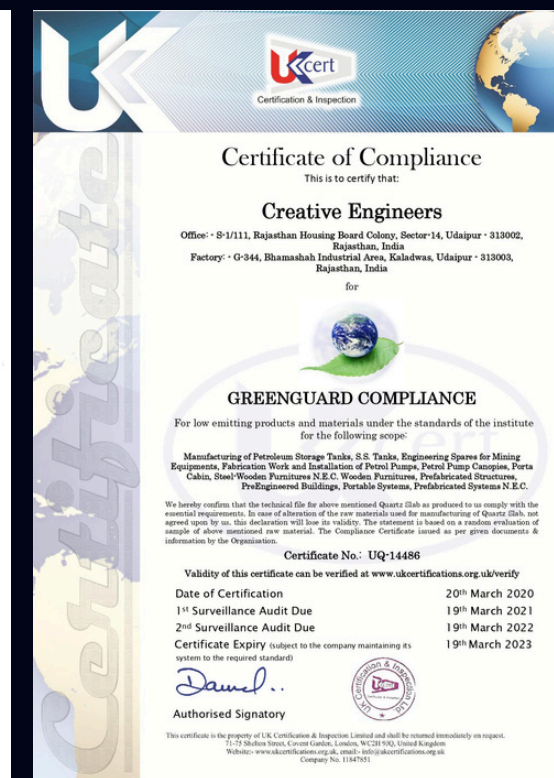 UK
UKcert
Certification & Inspection
Certificate
Certificate of Compliance
This is to certify that:
Creative Engineers
Office: - S-1/111, Rajasthan Housing Board Colony, Sector-14, Udaipur - 313002,
Rajasthan, India
Factory: - G-344, Bhamashah Industrial Area, Kaladwas, Udaipur - 313003,
Rajasthan, India
for
GREENGUARD COMPLIANCE
For low emitting products and materials under the standards of the institute
for the following scope:
Manufacturing of Petroleum Storage Tanks, S.S. Tanks, Engineering Spares for Mining
Equipments, Fabrication Work and Installation of Petrol Pumps, Petrol Pump Canopies, Porta
Cabin, Steel-Wooden Furnitures N.E.C. Wooden Furnitures, Prefabricated Structures,
PreEngineered Buildings, Portable Systems, Prefabricated Systems N.E.C.
We hereby confirm that the technical file for above mentioned Quartz Slab as produced to us comply with the
essential requirements. In case of alteration of the raw materials used for manufacturing of Quartz Slab, not
agreed upon by us, this declaration will lose its validity. The statement is based on a random evaluation of
sample of above mentioned raw material. The Compliance Certificate issued as per given documents &
information by the Organisation.
Certificate No.: UQ-14486
Validity of this certificate can be verified at www.ukcertifications.org.uk/verify
Date of Certification 20th March 2020
1st Surveillance Audit Due 19th March 2021
2nd Surveillance Audit Due 19th March 2022
Certificate Expiry (subject to the company maintaining its 19th March 2023
system to the required standard)
UK Certification & Inspection Ltd
Authorised Signatory
This certificate is the property of UK Certification & Inspection Limited and shall be returned immediately on request.
71-75 Shelton Street, Covent Garden, London, WC2H 9JQ, United Kingdom
Website:- www.ukcertifications.org.uk, email:- info@ukcertifications.org.uk
Company No. 11847851